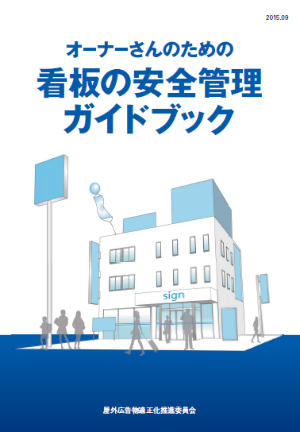 2015.09
オーナーさんのための
看板の安全管理
ガイドブック
sign
屋外広告物適正化推進委員会